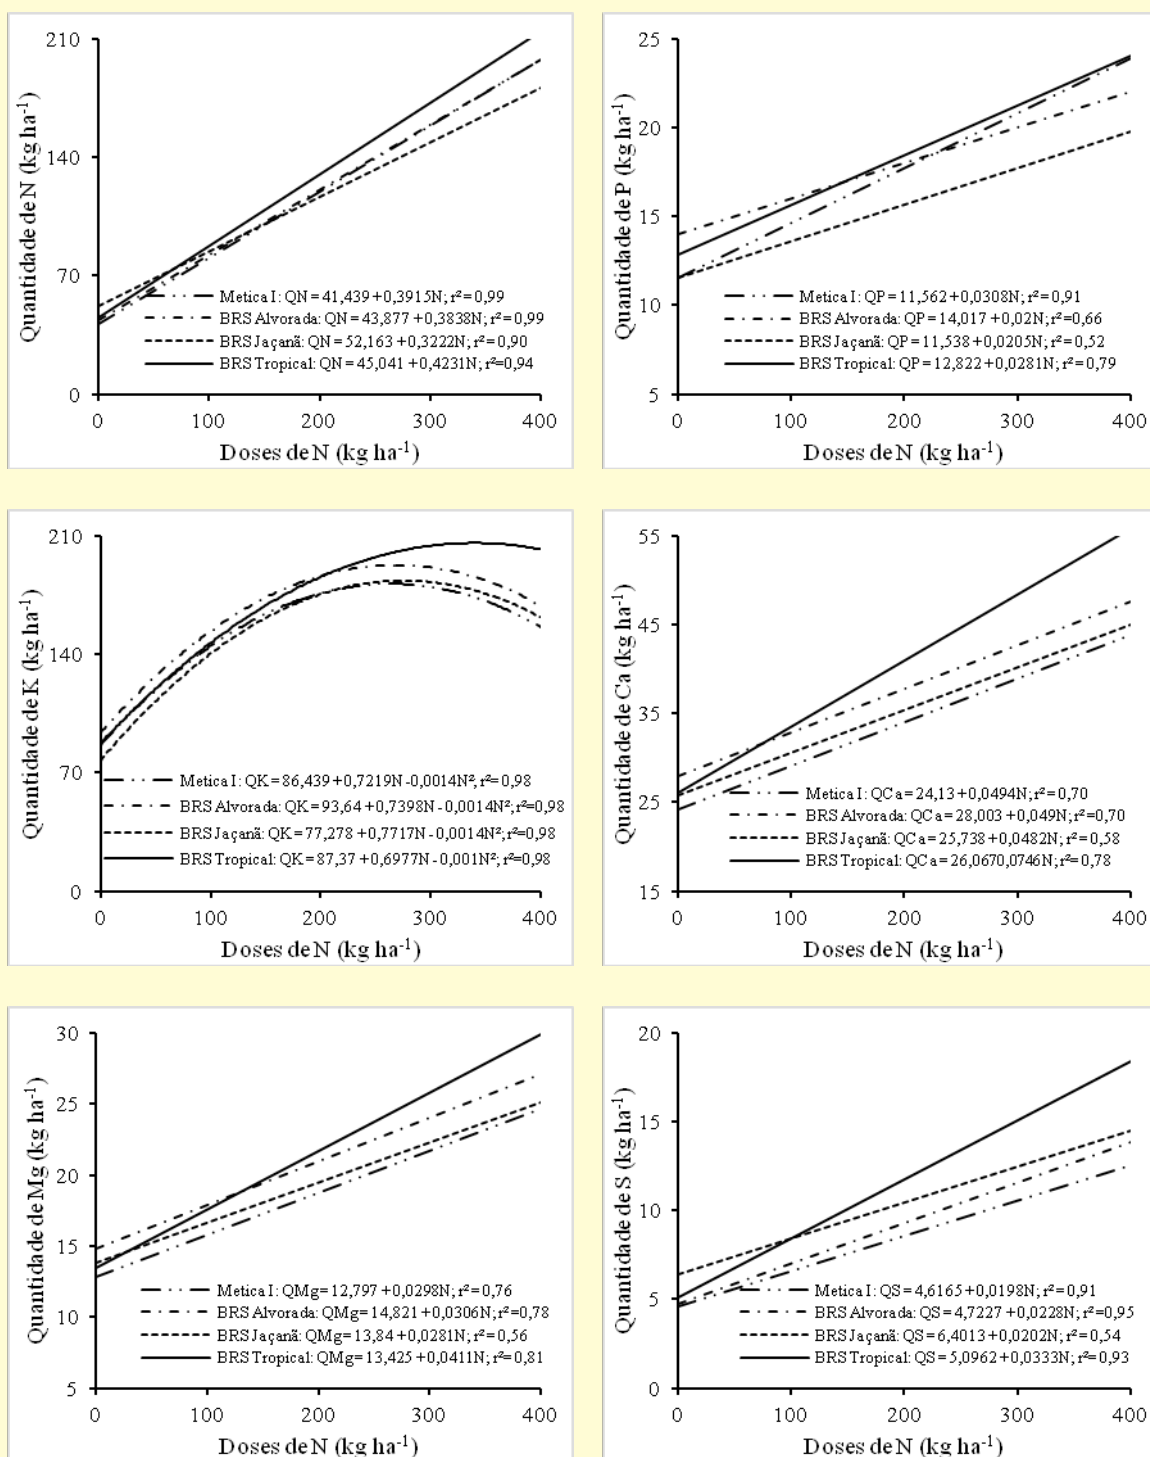 210
140
70
0
Quantidade de N (kg ha⁻¹)
Metica I: QN = 41,439 + 0,3915N; r² = 0,99
BRS Alvorada: QN = 43,877 + 0,3838N; r² = 0,99
BRS Jaçanã: QN = 52,163 + 0,3222N; r² = 0,90
BRS Tropical: QN = 45,041 + 0,4231N; r² = 0,94
0 100 200 300 400
Doses de N (kg ha⁻¹)
25
20
15
10
5
Quantidade de P (kg ha⁻¹)
Metica I: QP = 11,562 + 0,0308N; r² = 0,91
BRS Alvorada: QP = 14,017 + 0,02N; r² = 0,66
BRS Jaçanã: QP = 11,538 + 0,0205N; r² = 0,52
BRS Tropical: QP = 12,822 + 0,0281N; r² = 0,79
0 100 200 300 400
Doses de N (kg ha⁻¹)
210
140
70
0
Quantidade de K (kg ha⁻¹)
Metica I: QK = 86,439 + 0,7219N - 0,0014N², r² = 0,98
BRS Alvorada: QK = 93,64 + 0,7398N - 0,0014N²; r² = 0,98
BRS Jaçanã: QK = 77,278 + 0,7717N - 0,0014N²; r² = 0,98
BRS Tropical: QK = 87,37 + 0,6977N - 0,001N²; r² = 0,98
0 100 200 300 400
Doses de N (kg ha⁻¹)
55
45
35
25
15
Quantidade de Ca (kg ha⁻¹)
Metica I: QCa = 24,13 + 0,0494N; r² = 0,70
BRS Alvorada: QCa = 28,003 + 0,049N; r² = 0,70
BRS Jaçanã: QCa = 25,738 + 0,0482N; r² = 0,58
BRS Tropical: QCa = 26,0670,0746N; r² = 0,78
0 100 200 300 400
Doses de N (kg ha⁻¹)
30
25
20
15
10
5
Quantidade de Mg (kg ha⁻¹)
Metica I: QMg = 12,797 + 0,0298N; r² = 0,76
BRS Alvorada: QMg = 14,821 + 0,0306N; r² = 0,78
BRS Jaçanã: QMg = 13,84 + 0,0281N; r² = 0,56
BRS Tropical: QMg = 13,425 + 0,0411N; r² = 0,81
0 100 200 300 400
Doses de N (kg ha⁻¹)
20
15
10
5
0
Quantidade de S (kg ha⁻¹)
Metica I: QS = 4,6165 + 0,0198N; r² = 0,91
BRS Alvorada: QS = 4,7227 + 0,0228N; r² = 0,95
BRS Jaçanã: QS = 6,4013 + 0,0202N; r² = 0,54
BRS Tropical: QS = 5,0962 + 0,0333N; r² = 0,93
0 100 200 300 400
Doses de N (kg ha⁻¹)